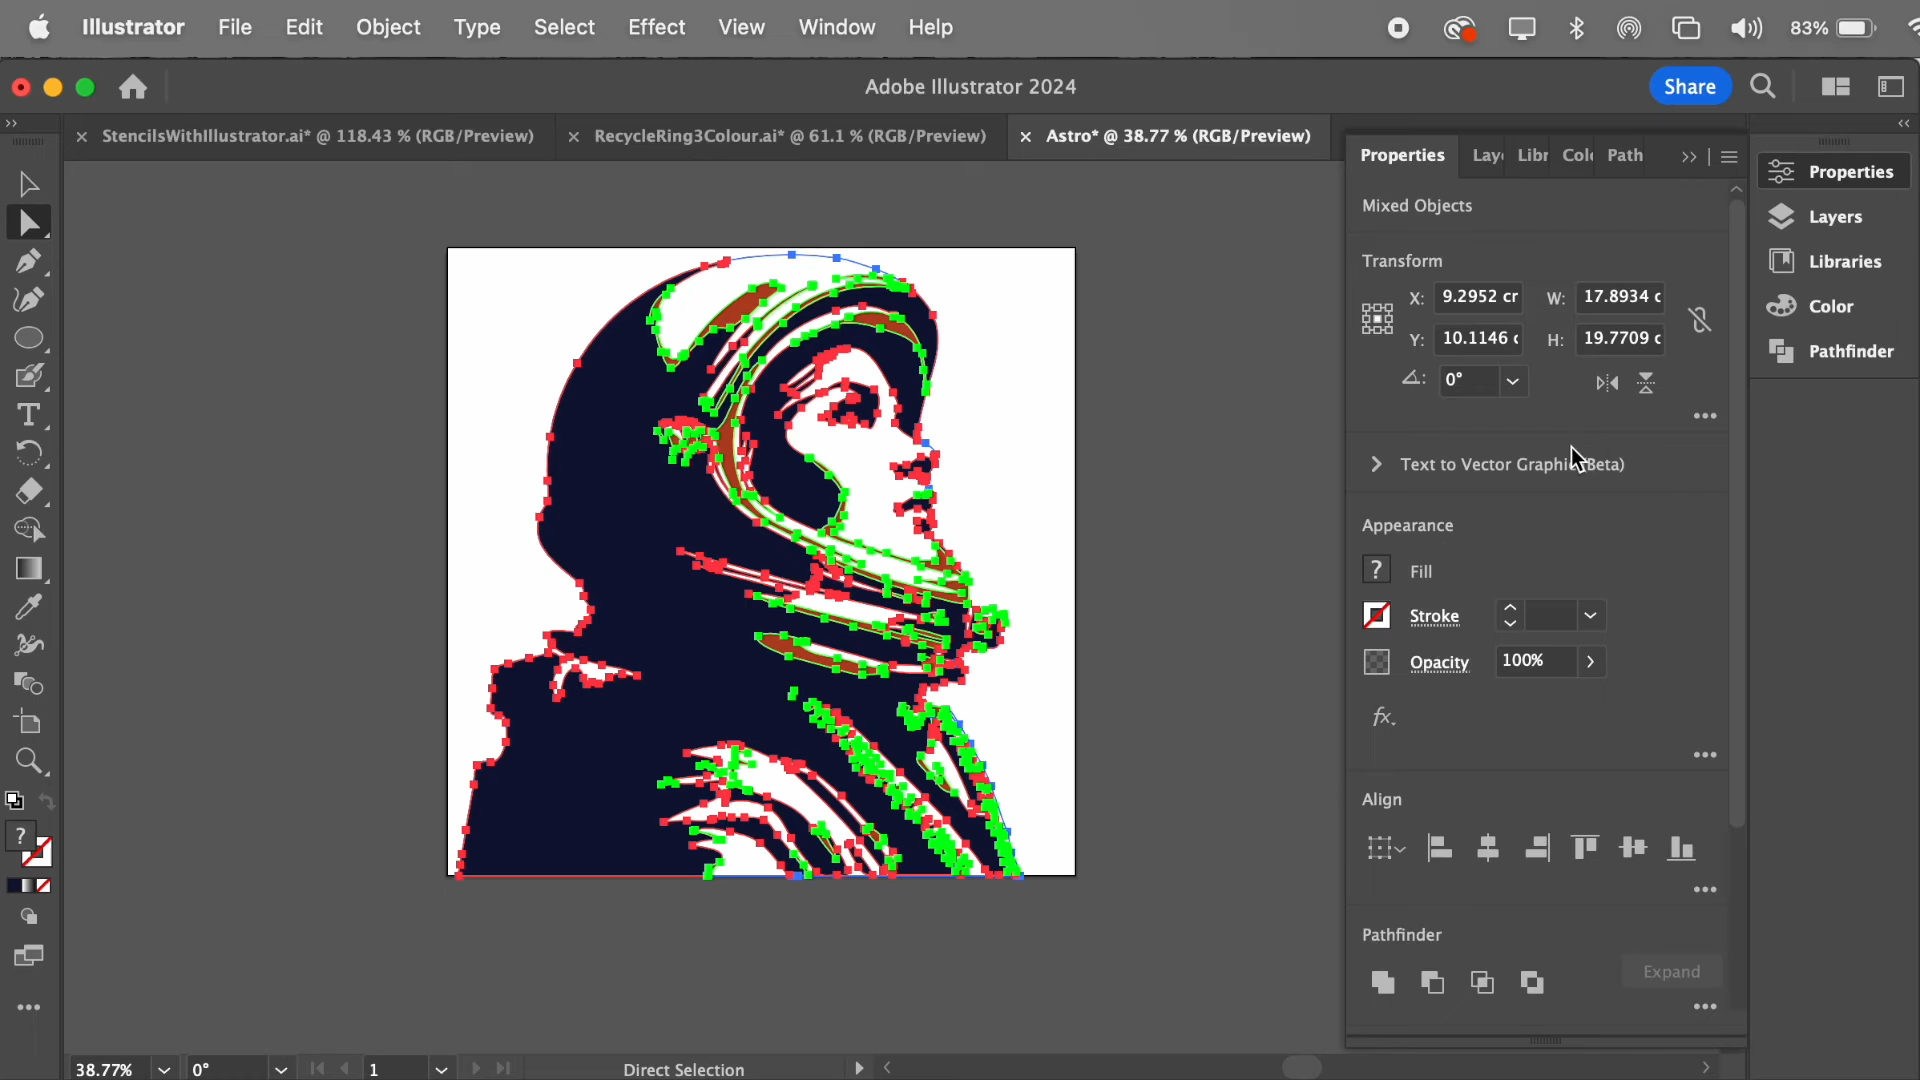 Illustrator File Edit Object Type Select Effect View Window Help 83%
Adobe Illustrator 2024 Share
StencilsWithIllustrator.ai* @ 118.43 % (RGB/Preview) RecycleRing3Colour.ai* @ 61.1 % (RGB/Preview) Astro* @ 38.77 % (RGB/Preview)
Properties Laye Libr Col Path
Properties
Layers
Libraries
Color
Pathfinder
Mixed Objects
Transform
X: 9.2952 cr W: 17.8934 c
Y: 10.1146 c H: 19.7709 c
0°
Text to Vector Graphi Beta)
Appearance
? Fill
Stroke
Opacity 100%
fx.
Align
Pathfinder
Expand
T
?
38.77% 0° 1 Direct Selection